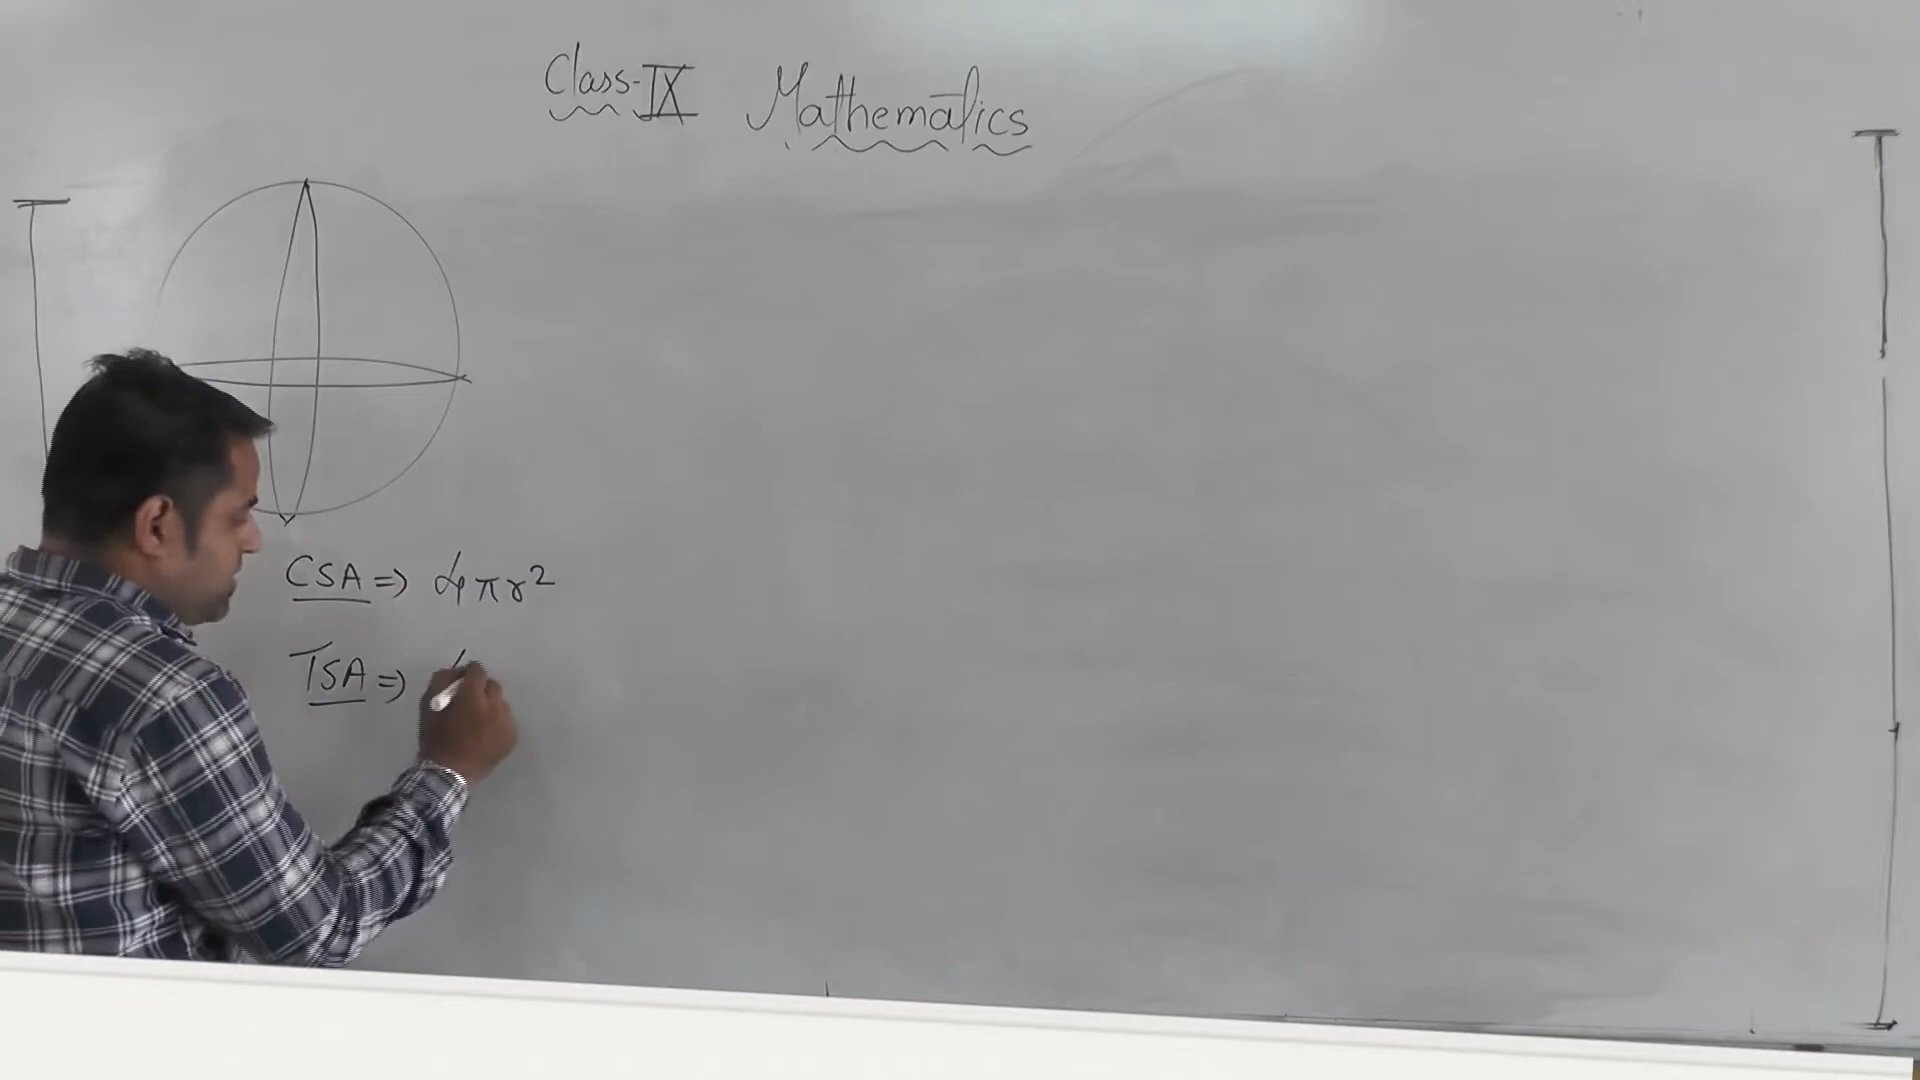 Class-IX Mathematics
CSA => 4πr²
TSA =>